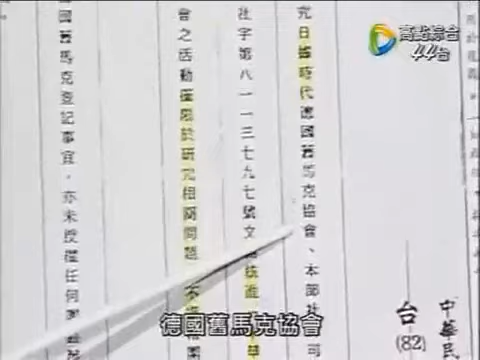 高點綜合
44台
中華民
台(82)
究日據時代德國舊馬克協會、本部社司
社字第八一一三七九七號文
會之活動僅限於研究相關問題
國舊馬克登記事宜，亦未授權任何
德國舊馬克協會